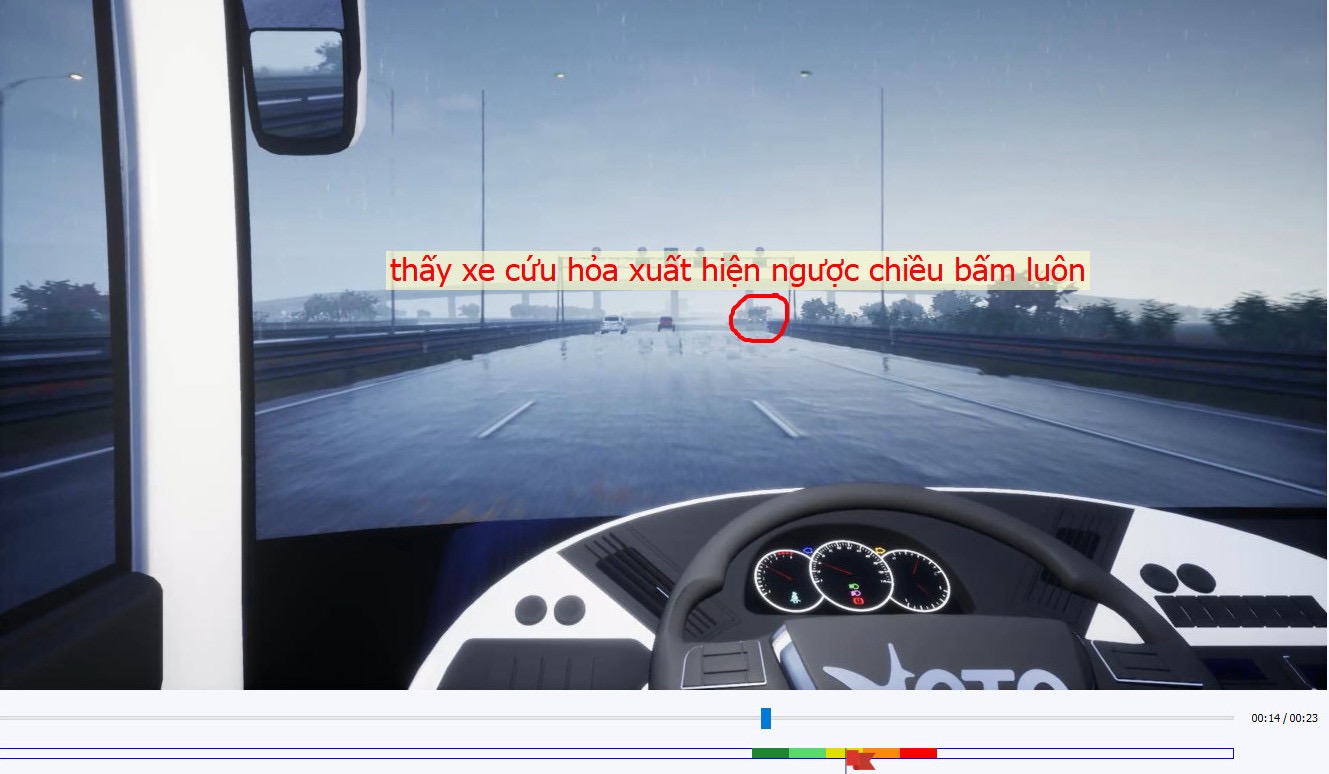 thấy xe cứu hỏa xuất hiện ngược chiều bấm luôn
00:14 / 00:23